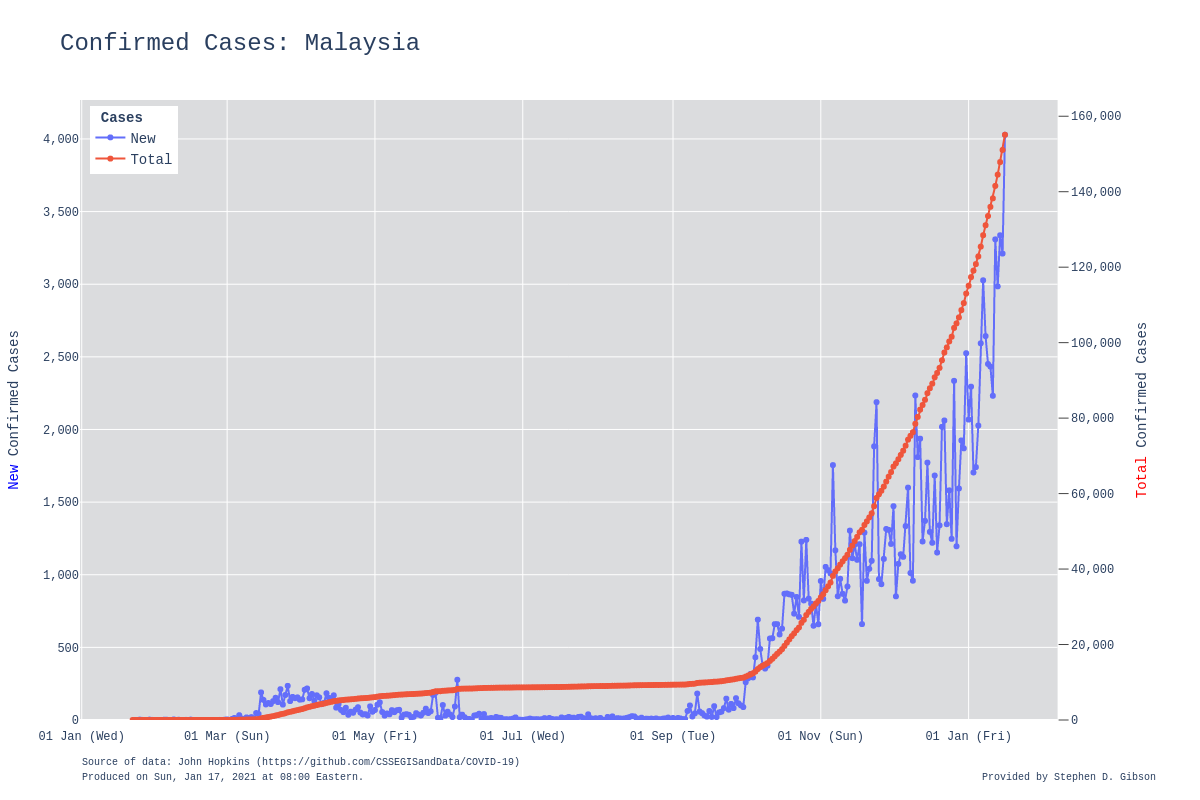 Confirmed Cases: Malaysia
Cases
New
Total
4,000
3,500
3,000
2,500
2,000
1,500
1,000
500
0
New Confirmed Cases
160,000
140,000
120,000
100,000
80,000
60,000
40,000
20,000
0
Total Confirmed Cases
01 Jan (Wed)
01 Mar (Sun)
01 May (Fri)
01 Jul (Wed)
01 Sep (Tue)
01 Nov (Sun)
01 Jan (Fri)
Source of data: John Hopkins (https://github.com/CSSEGISandData/COVID-19)
Produced on Sun, Jan 17, 2021 at 08:00 Eastern.
Provided by Stephen D. Gibson